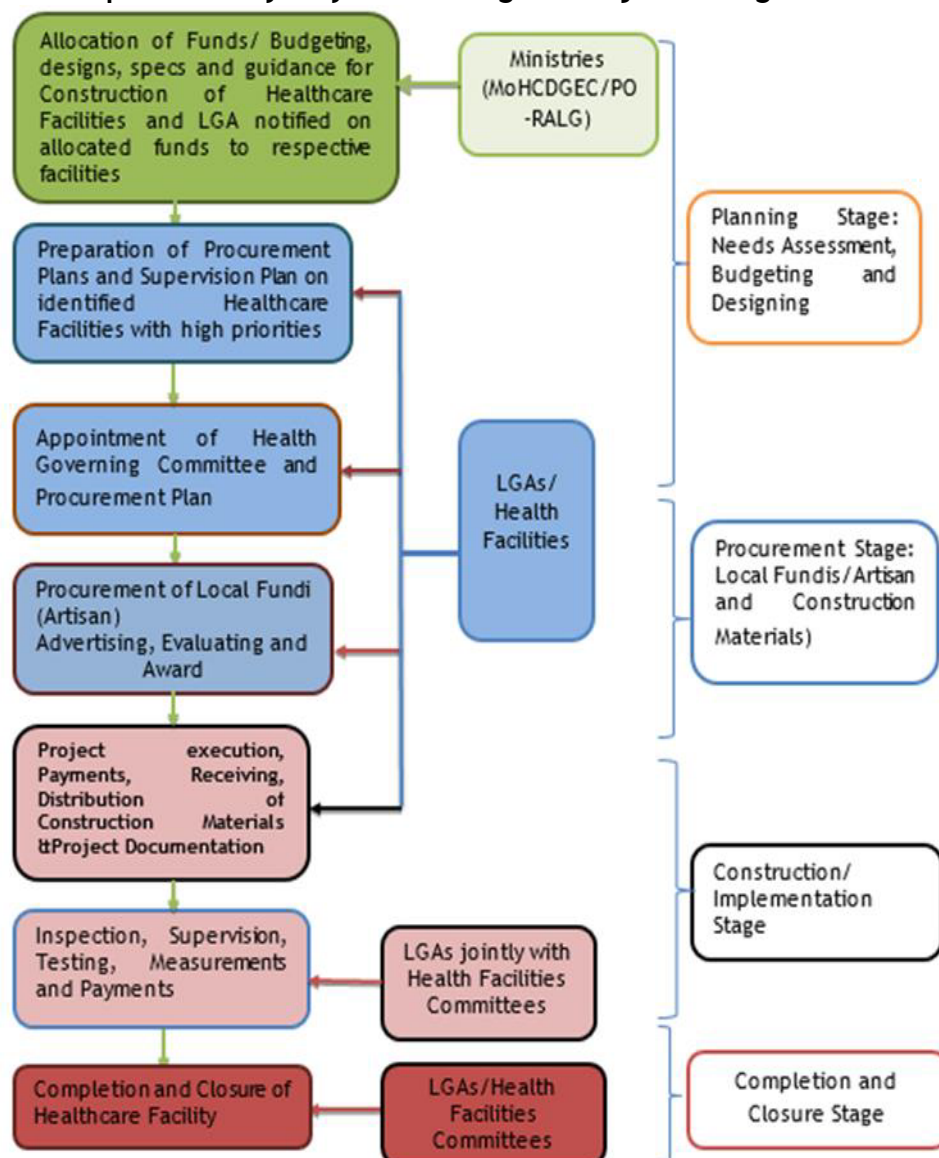 Allocation of Funds/ Budgeting,
designs, specs and guidance for
Construction of Healthcare
Facilities and LGA notified on
allocated funds to respective
facilities
Ministries
(MoHCDGEC/PO
-RALG)
Planning Stage:
Needs Assessment,
Budgeting and
Designing
Preparation of Procurement
Plans and Supervision Plan on
identified Healthcare
Facilities with high priorities
Appointment of Health
Governing Committee and
Procurement Plan
LGAs/
Health
Facilities
Procurement Stage:
Local Fundis/Artisan
and Construction
Materials)
Procurement of Local Fundi
(Artisan)
Advertising, Evaluating and
Award
Project execution,
Payments, Receiving,
Distribution of
Construction Materials
&Project Documentation
Construction/
Implementation
Stage
Inspection, Supervision,
Testing, Measurements
and Payments
LGAs jointly with
Health Facilities
Committees
Completion and Closure of
Healthcare Facility
LGAs/Health
Facilities
Committees
Completion and
Closure Stage